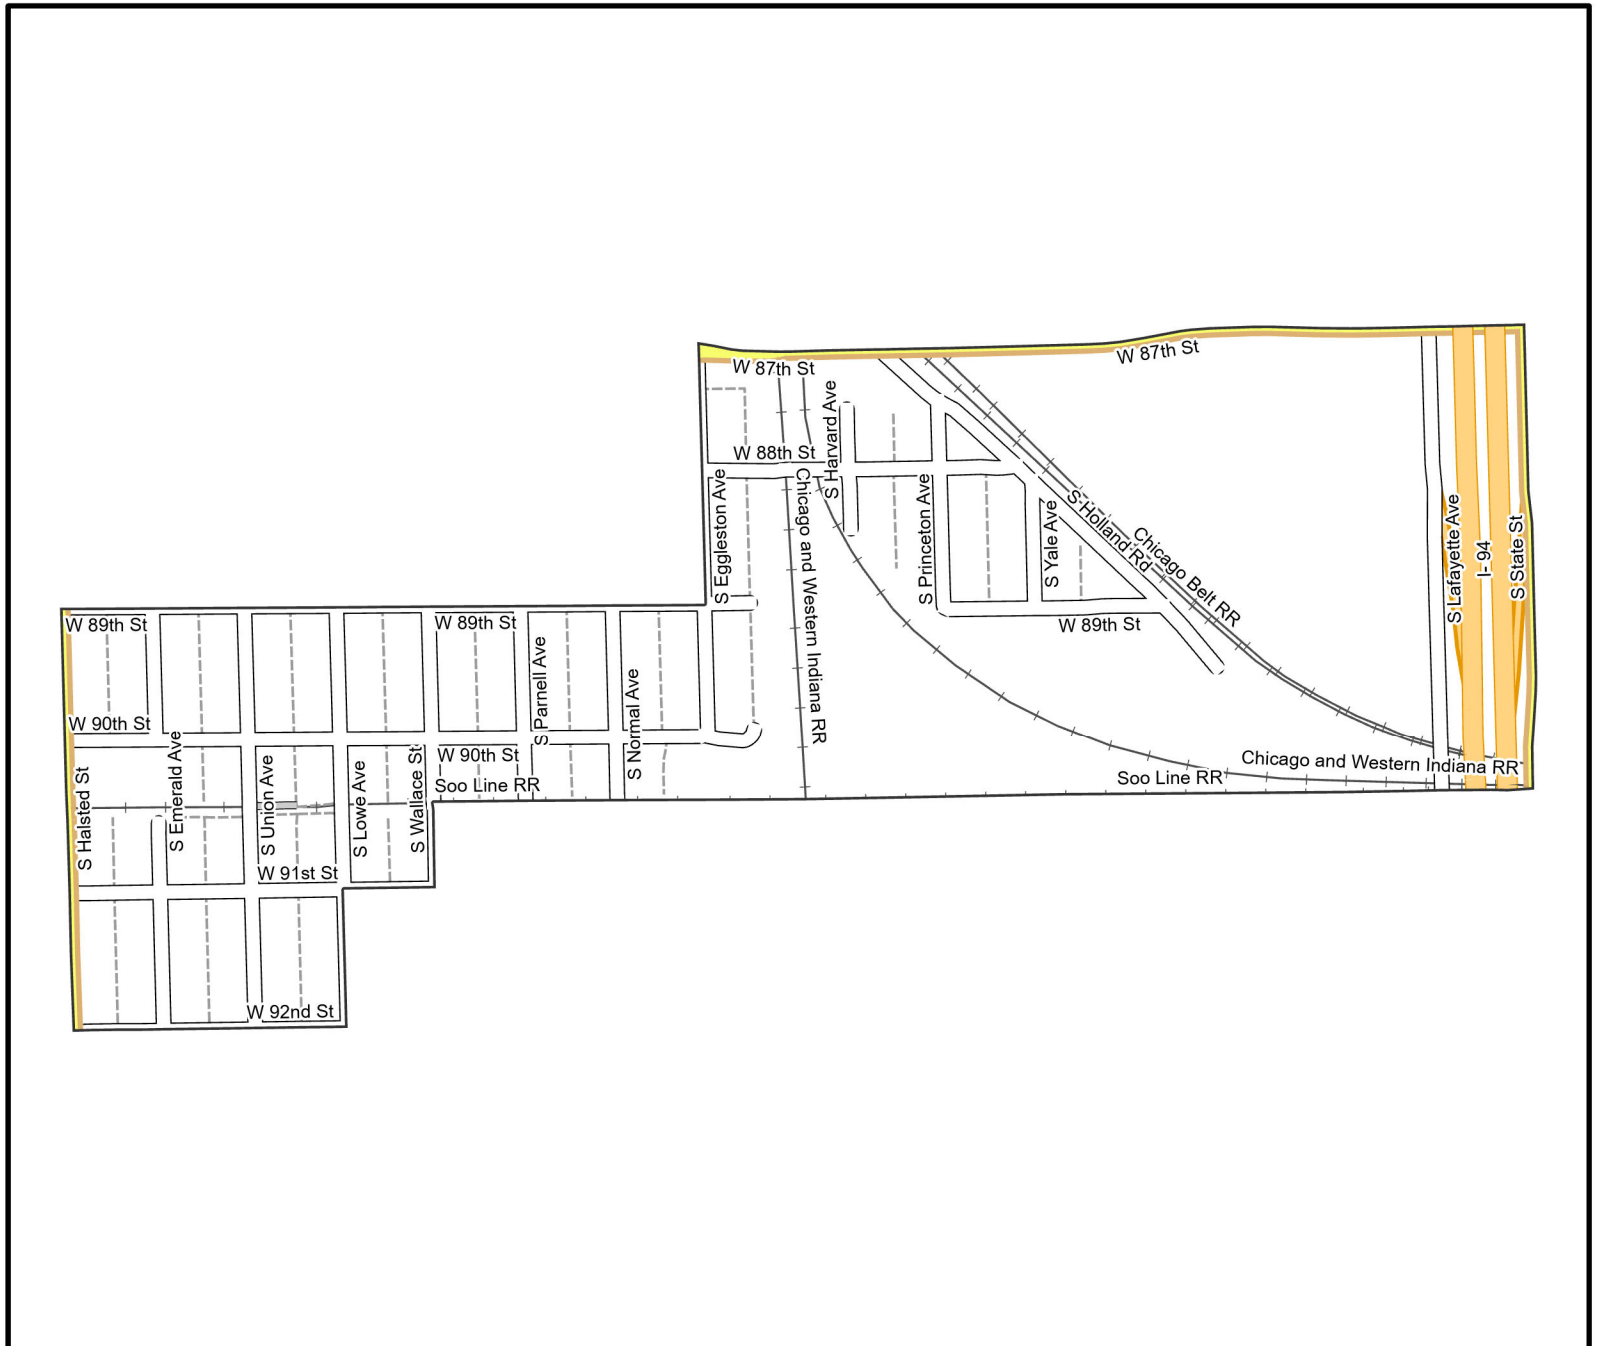 W 87th St
W 87th St
S Harvard Ave
W 88th St
S Eggleston Ave
Chicago and Western Indiana RR
S Princeton Ave
S Yale Ave
S Holland Rd
Chicago Belt RR
S Lafayette Ave
I- 94
S State St
W 89th St
W 89th St
W 89th St
S Parnell Ave
S Normal Ave
W 90th St
S Emerald Ave
W 90th St
S Halsted St
S Union Ave
S Lowe Ave
S Wallace St
Soo Line RR
Soo Line RR
Chicago and Western Indiana RR
W 91st St
W 92nd St